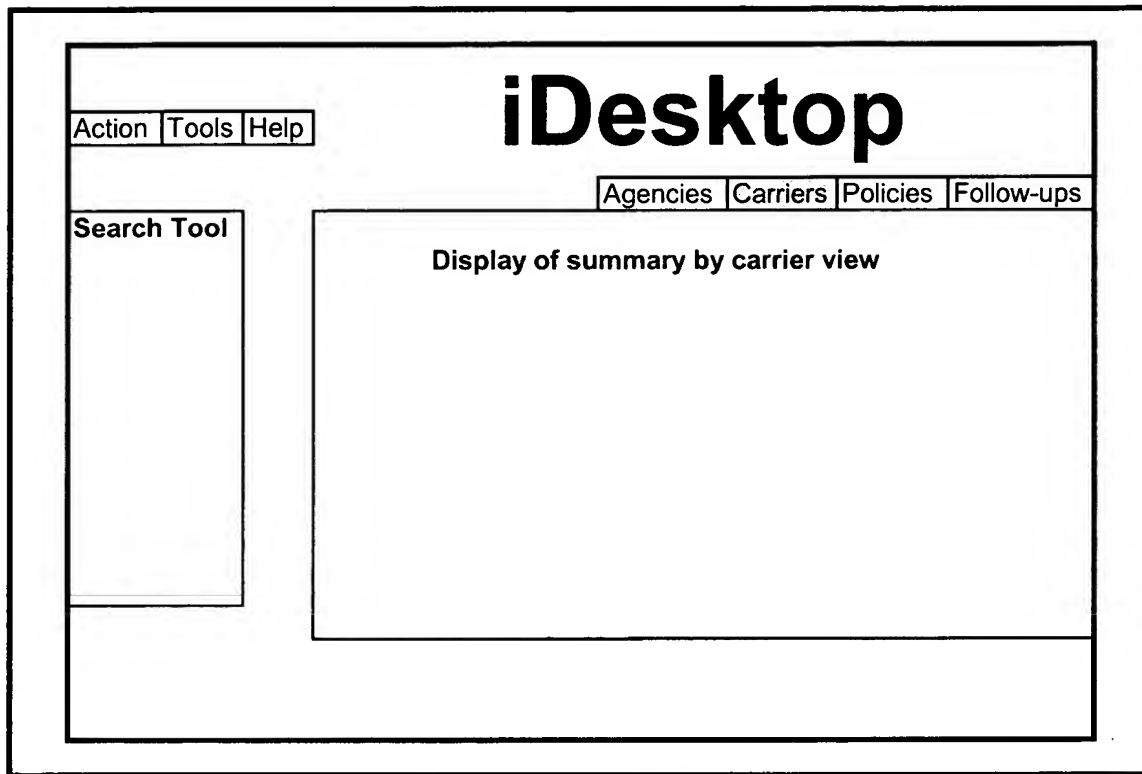 iDesktop
Action Tools Help
Agencies Carriers Policies Follow-ups
Search Tool
Display of summary by carrier view